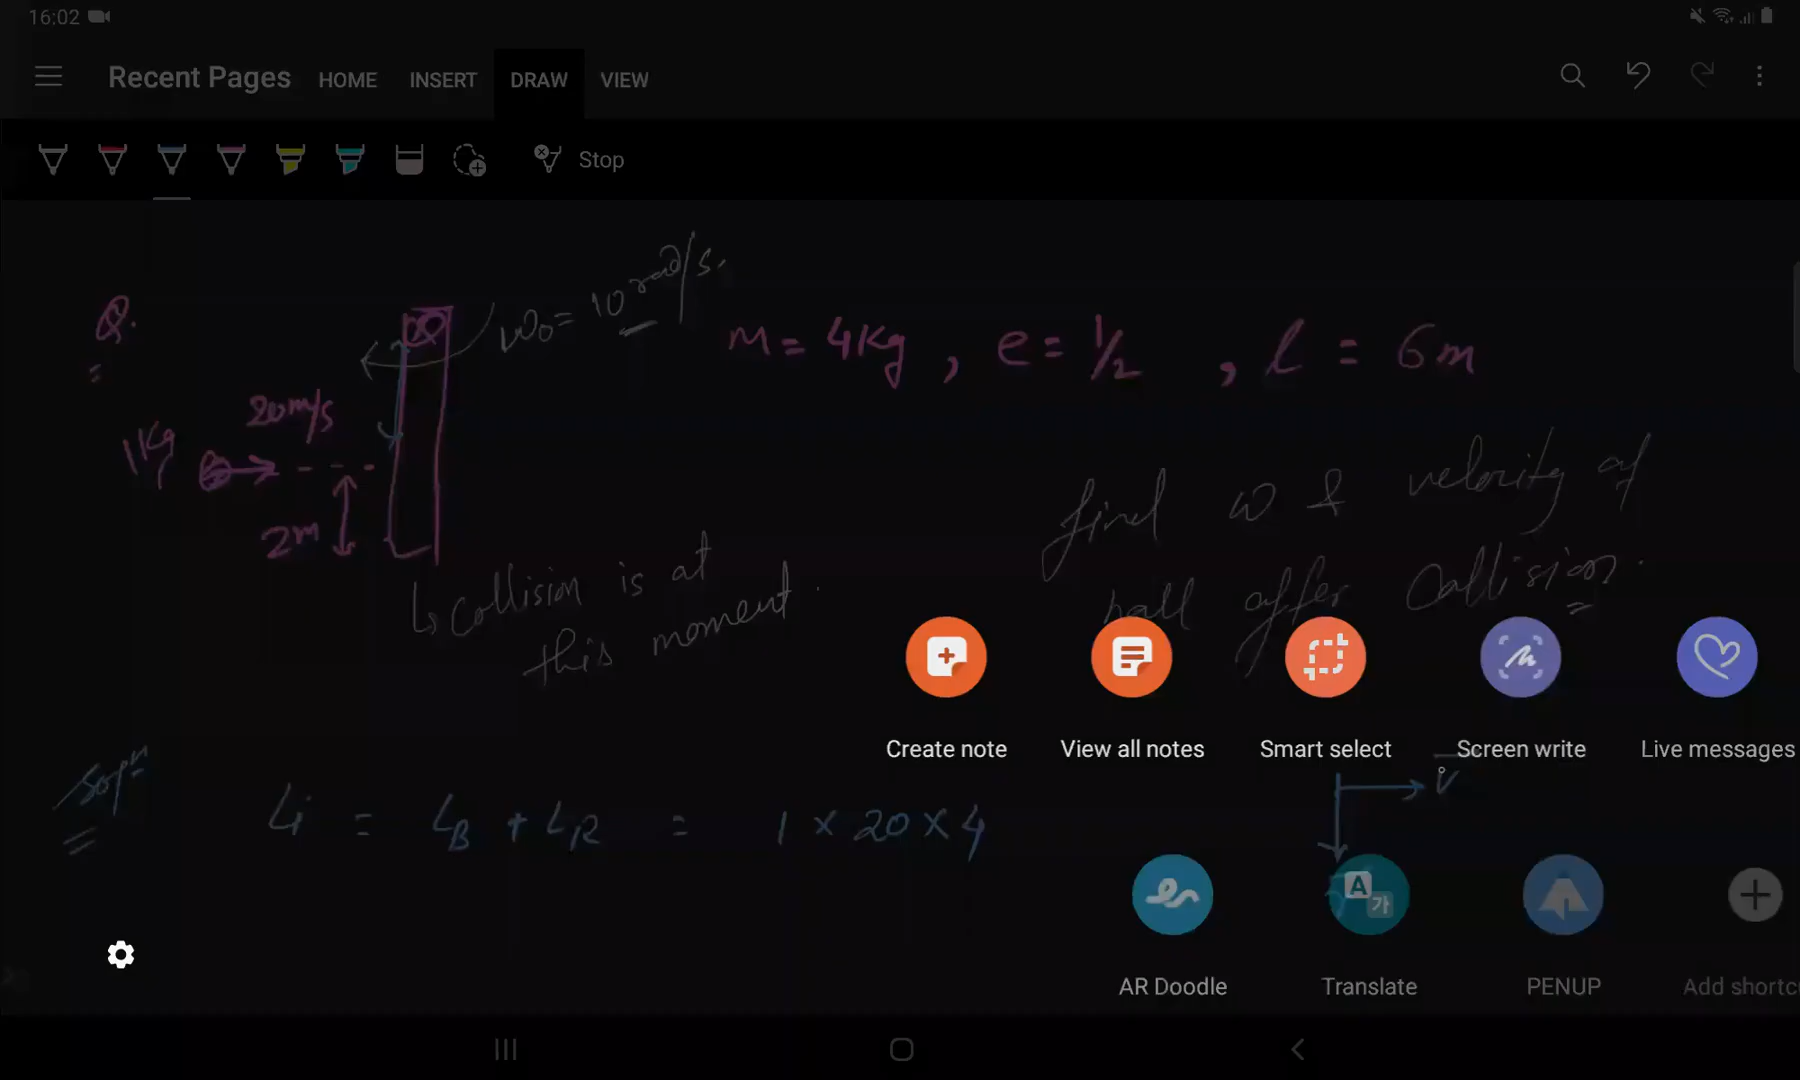 16:02
Recent Pages HOME INSERT DRAW VIEW
Stop
Q. ω₀ = 10 rad/s.
M = 4Kg, e = 1/2, l = 6m
20m/s
1Kg
2m
find ω & velocity of
ball after Collision.
↳ Collision is at
this moment.
Create note View all notes Smart select Screen write Live messages
Solⁿ
Li = LB + LR = 1 × 20 × 4
v
AR Doodle Translate PENUP Add shortc